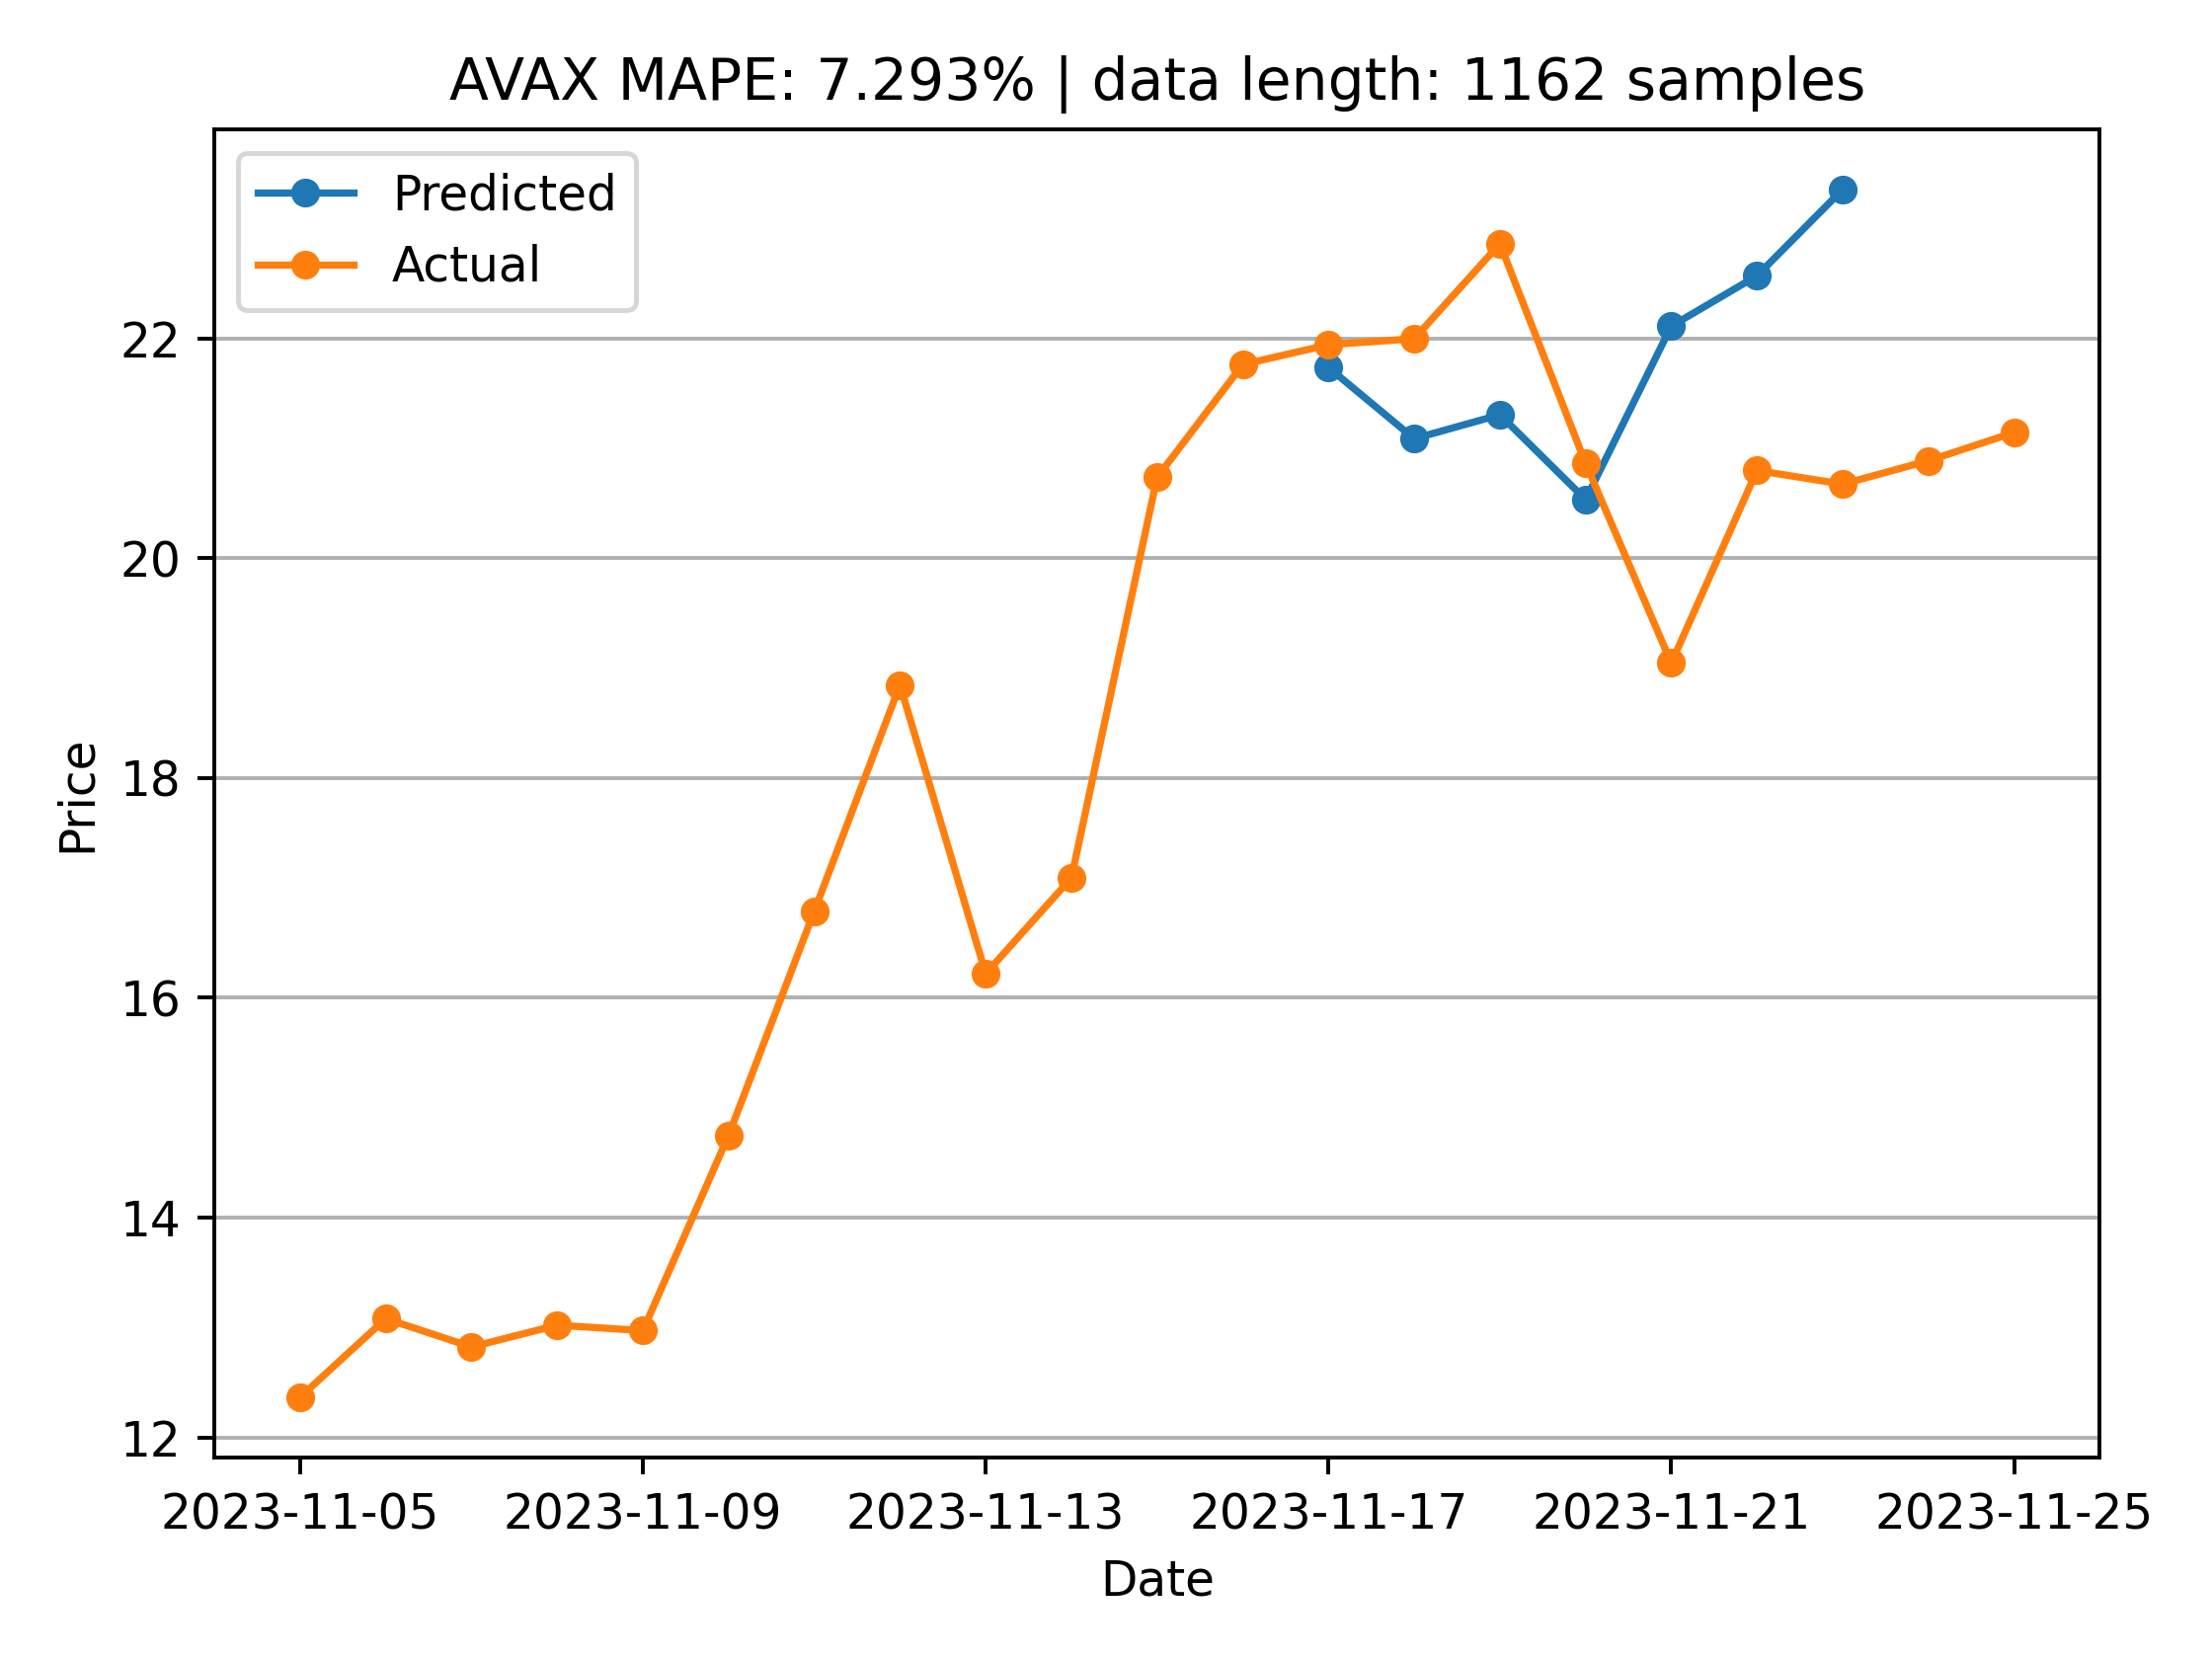 AVAX MAPE: 7.293% | data length: 1162 samples
Predicted
Actual
22
20
18
16
14
12
Price
2023-11-05 2023-11-09 2023-11-13 2023-11-17 2023-11-21 2023-11-25
Date